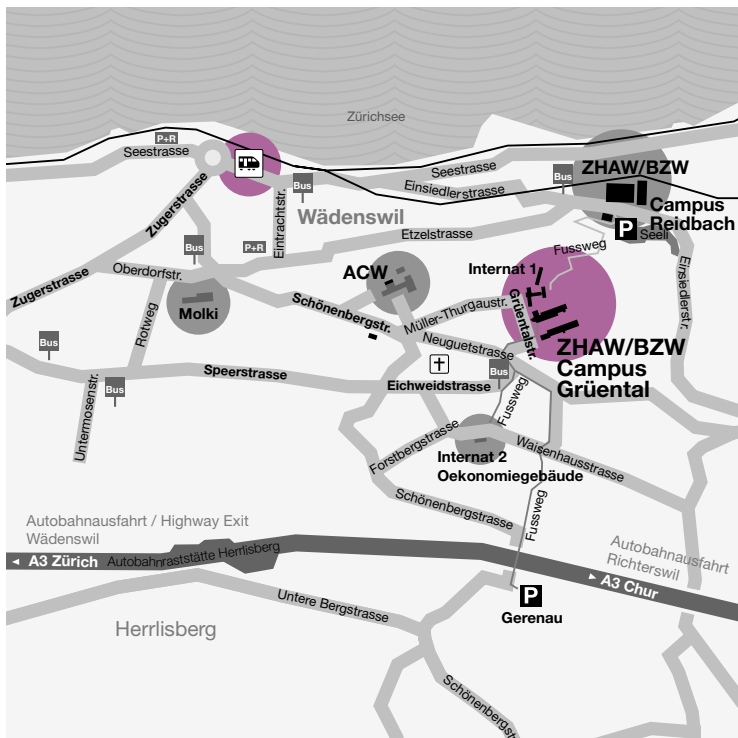 Zürichsee
P+R
Seestrasse
Seestrasse
Bus
Einsiedlerstrasse
Bus
ZHAW/BZW
Campus
Reidbach
P
Seeli
Zugerstrasse
Eintrachtstr.
Wädenswil
Etzelstrasse
Fussweg
Bus
P+R
Zugerstrasse
Oberdorfstr.
ACW
Internat 1
Einsiedlerstr.
Molki
Schönenbergstr.
Müller-Thurgaustr.
Grüentalstr.
Rotweg
Bus
Neuguetstrasse
ZHAW/BZW
Campus
Grüental
Speerstrasse
Bus
Eichweidstrasse
Bus
Untermosenstr.
Fussweg
Forstbergstrasse
Internat 2
Oekonomiegebäude
Waisenhausstrasse
Schönenbergstrasse
Fussweg
Autobahnausfahrt / Highway Exit
Wädenswil
A3 Zürich
Autobahnraststätte Herrlisberg
Autobahnausfahrt
Richterswil
A3 Chur
P
Gerenau
Untere Bergstrasse
Herrlisberg
Schönenbergstr.